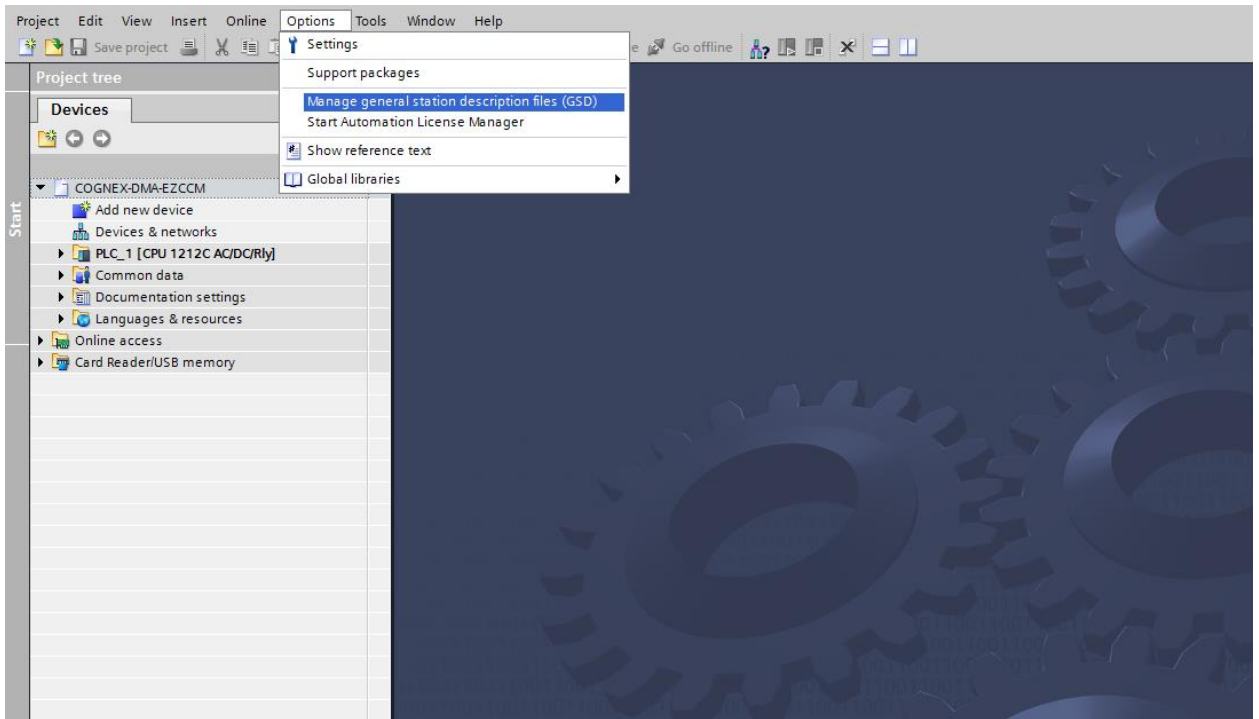 Project Edit View Insert Online Options Tools Window Help
Save project
Go offline
Settings
Support packages
Manage general station description files (GSD)
Start Automation License Manager
Show reference text
Global libraries
Project tree
Devices
Start
COGNEX-DMA-EZCCM
Add new device
Devices & networks
PLC_1 [CPU 1212C AC/DC/Rly]
Common data
Documentation settings
Languages & resources
Online access
Card Reader/USB memory